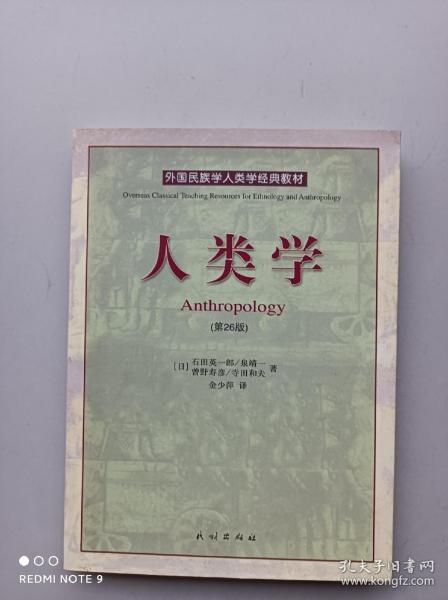 外国民族学人类学经典教材
Overseas Classical Teaching Resources for Ethnology and Anthropology
人类学
Anthropology
(第26版)
[日] 石田英一郎/泉靖一
曾野寿彦/寺田和夫 著
金少萍 译
民族出版社
REDMI NOTE 9
孔夫子旧书网
www.kongfz.com